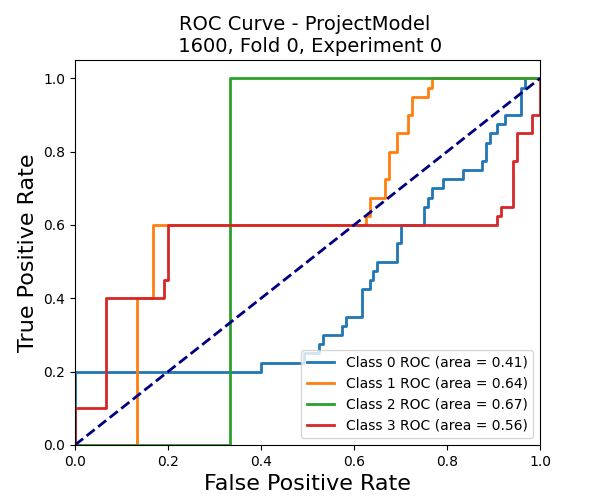 ROC Curve - ProjectModel
1600, Fold 0, Experiment 0
True Positive Rate
1.0
0.8
0.6
0.4
0.2
0.0
Class 0 ROC (area = 0.41)
Class 1 ROC (area = 0.64)
Class 2 ROC (area = 0.67)
Class 3 ROC (area = 0.56)
0.0 0.2 0.4 0.6 0.8 1.0
False Positive Rate